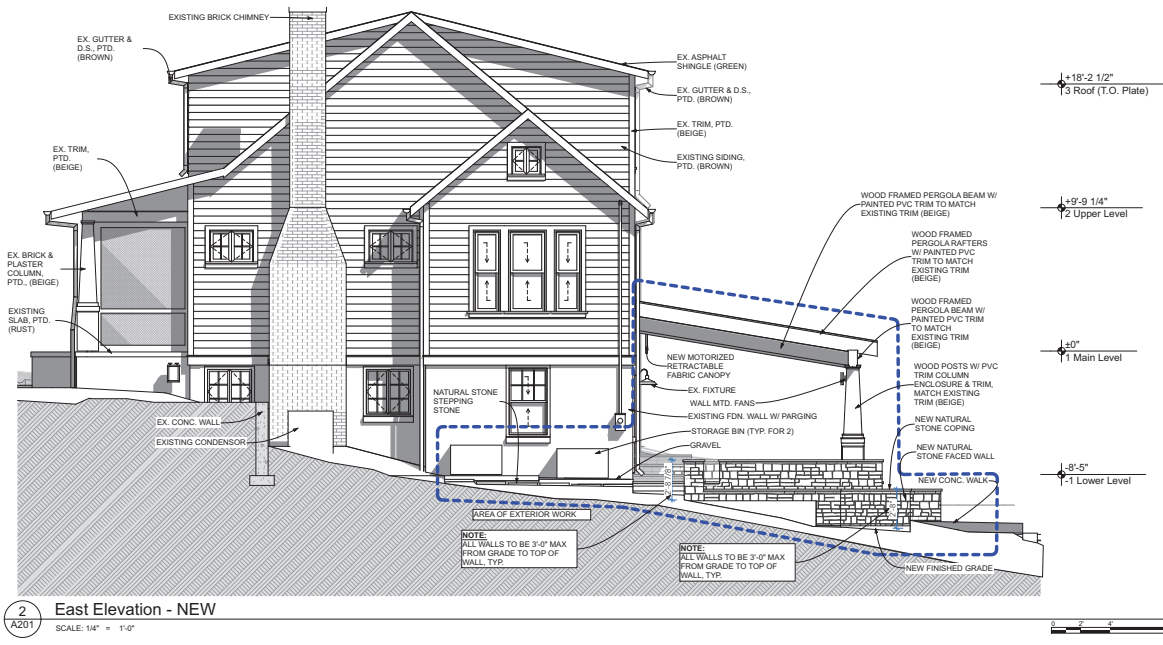 EXISTING BRICK CHIMNEY
EX. GUTTER &
D.S., PTD.
(BROWN)
EX. TRIM,
PTD.
(BEIGE)
EX. BRICK &
PLASTER
COLUMN,
PTD., (BEIGE)
EXISTING
SLAB, PTD.
(RUST)
EX. CONC. WALL
EXISTING CONDENSOR
EX. ASPHALT
SHINGLE (GREEN)
EX. GUTTER & D.S.,
PTD. (BROWN)
EX. TRIM, PTD.
(BEIGE)
EXISTING SIDING,
PTD. (BROWN)
WOOD FRAMED PERGOLA BEAM W/
PAINTED PVC TRIM TO MATCH
EXISTING TRIM (BEIGE)
WOOD FRAMED
PERGOLA RAFTERS
W/ PAINTED PVC
TRIM TO MATCH
EXISTING TRIM
(BEIGE)
WOOD FRAMED
PERGOLA BEAM W/
PAINTED PVC TRIM
TO MATCH
EXISTING TRIM
(BEIGE)
WOOD POSTS W/ PVC
TRIM COLUMN
ENCLOSURE & TRIM,
MATCH EXISTING
TRIM (BEIGE)
NEW NATURAL
STONE COPING
NEW NATURAL
STONE FACED WALL
NEW CONC. WALK
NEW MOTORIZED
RETRACTABLE
FABRIC CANOPY
EX. FIXTURE
WALL MTD. FANS
EXISTING FDN. WALL W/ PARGING
STORAGE BIN (TYP. FOR 2)
GRAVEL
NATURAL STONE
STEPPING
STONE
2'-8 7/8"
2'-8"
AREA OF EXTERIOR WORK
NOTE:
ALL WALLS TO BE 3'-0" MAX
FROM GRADE TO TOP OF
WALL, TYP.
NOTE:
ALL WALLS TO BE 3'-0" MAX
FROM GRADE TO TOP OF
WALL, TYP.
NEW FINISHED GRADE
+18'-2 1/2"
3 Roof (T.O. Plate)
+9'-9 1/4"
2 Upper Level
±0"
1 Main Level
-8'-5"
-1 Lower Level
2
A201
East Elevation - NEW
SCALE: 1/4" = 1'-0"
0 2' 4'